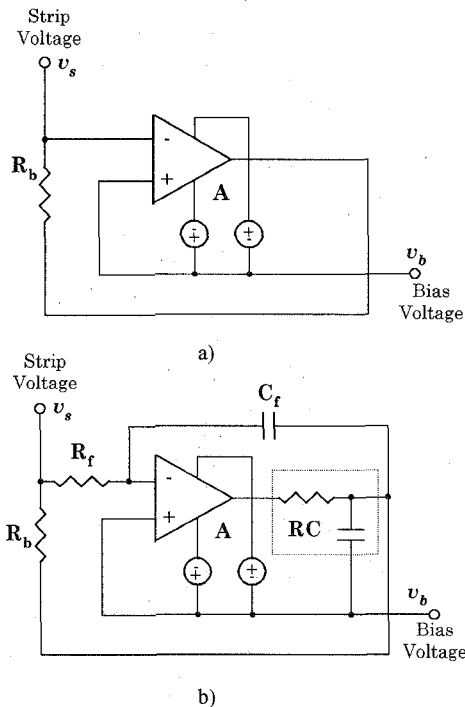 Strip
Voltage
v_s
R_b
-
+
A
v_b
Bias
Voltage
a)
Strip
Voltage
v_s
C_f
R_f
R_b
-
+
A
RC
v_b
Bias
Voltage
b)